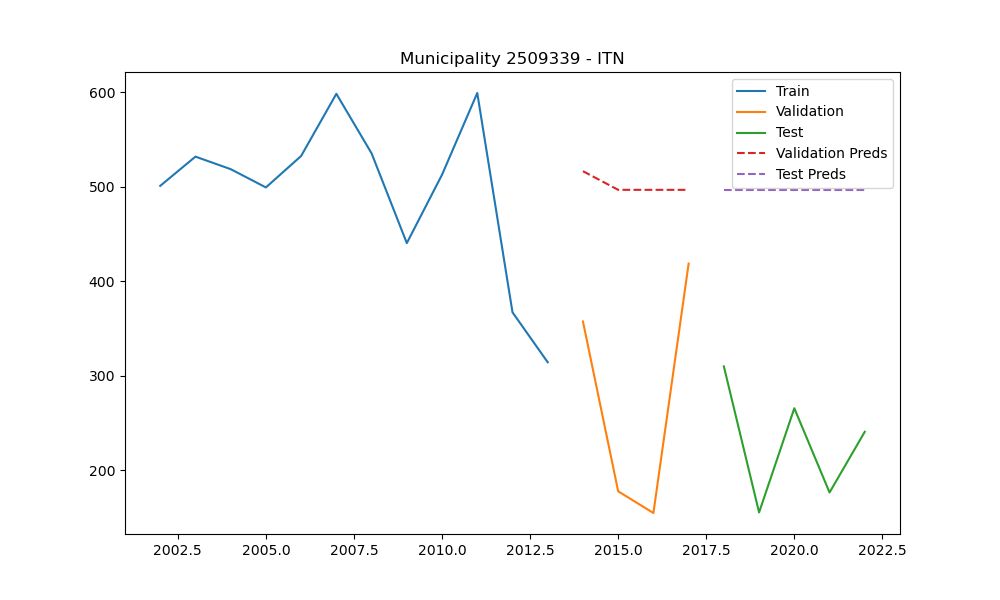 Municipality 2509339 - ITN
Train
Validation
Test
Validation Preds
Test Preds
600
500
400
300
200
2002.5 2005.0 2007.5 2010.0 2012.5 2015.0 2017.5 2020.0 2022.5